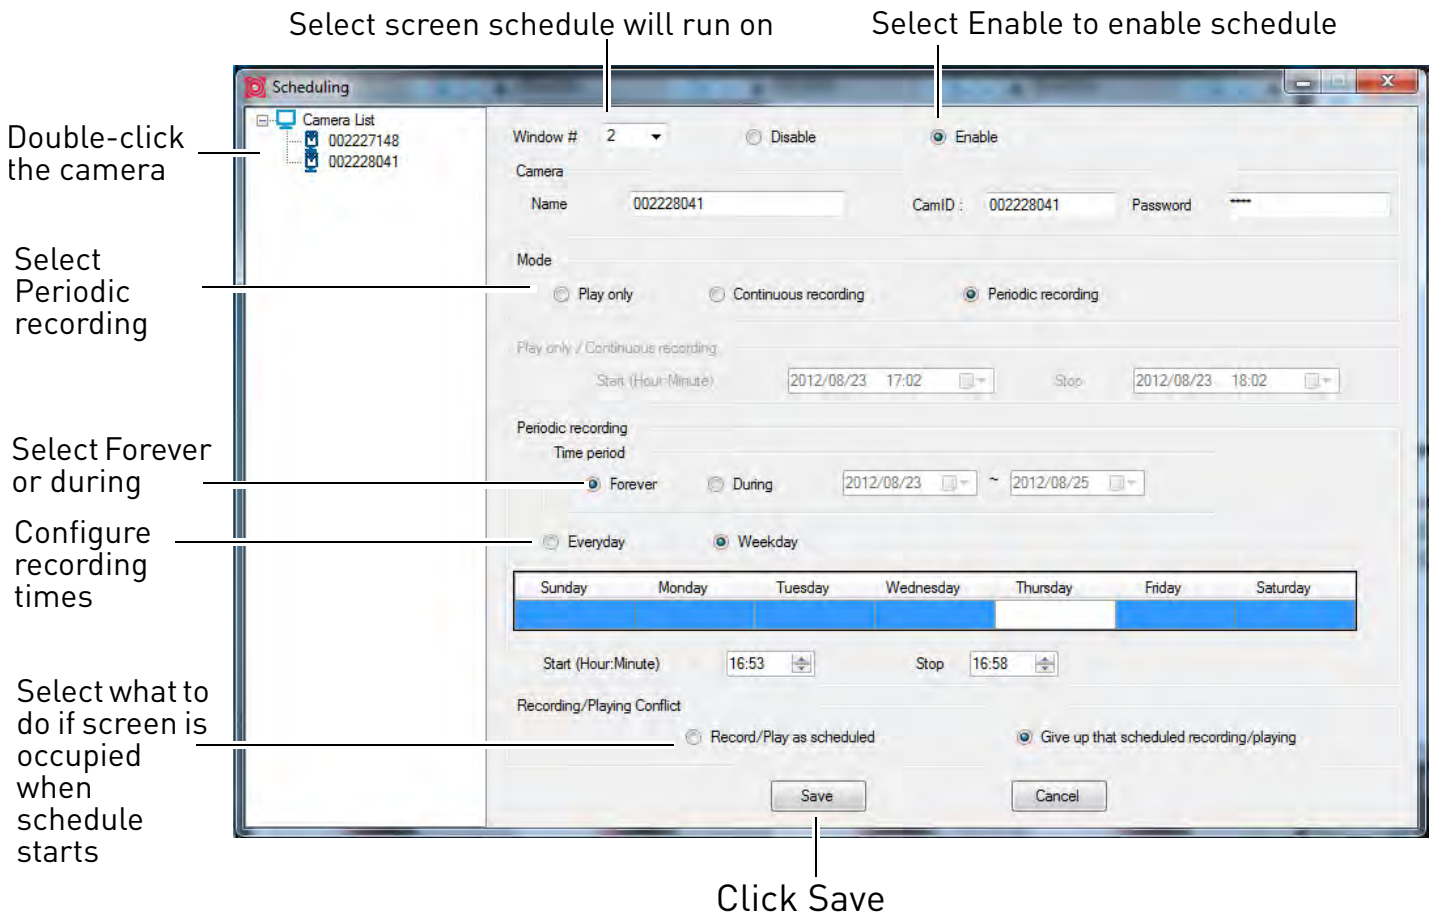 Select screen schedule will run on
Select Enable to enable schedule
Scheduling
Double-click
the camera
Camera List
002227148
002228041
Window # 2 Disable Enable
Camera
Name 002228041 CamID : 002228041 Password ****
Select
Periodic
recording
Mode
Play only Continuous recording Periodic recording
Play only / Continuous recording
Start (Hour:Minute) 2012/08/23 17:02 Stop 2012/08/23 18:02
Select Forever
or during
Periodic recording
Time period
Forever During 2012/08/23 ~ 2012/08/25
Configure
recording
times
Everyday Weekday
Sunday Monday Tuesday Wednesday Thursday Friday Saturday
Start (Hour:Minute) 16:53 Stop 16:58
Select what to
do if screen is
occupied
when
schedule
starts
Recording/Playing Conflict
Record/Play as scheduled Give up that scheduled recording/playing
Save Cancel
Click Save